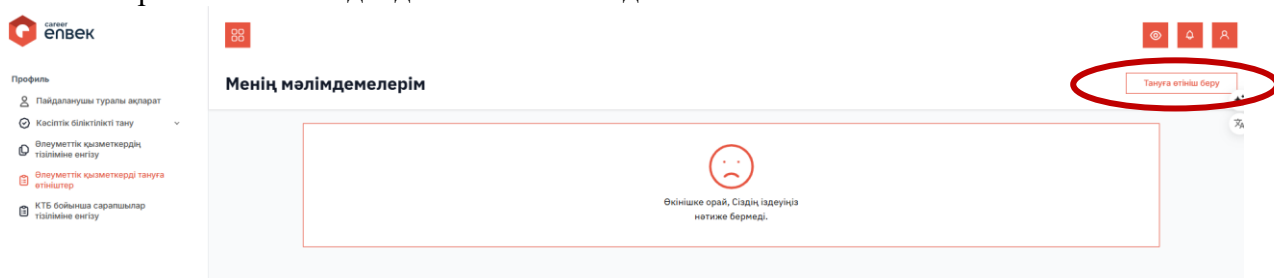 career
enbek
Менің мәлімдемелерім
Тануға өтініш беру
Профиль
Пайдаланушы туралы ақпарат
Кәсіптік біліктілікті тану
Әлеуметтік қызметкердің
тізіліміне енгізу
Әлеуметтік қызметкерді тануға
өтініштер
КТБ бойынша сарапшылар
тізіліміне енгізу
Өкінішке орай, Сіздің іздеуіңіз
нәтиже бермеді.